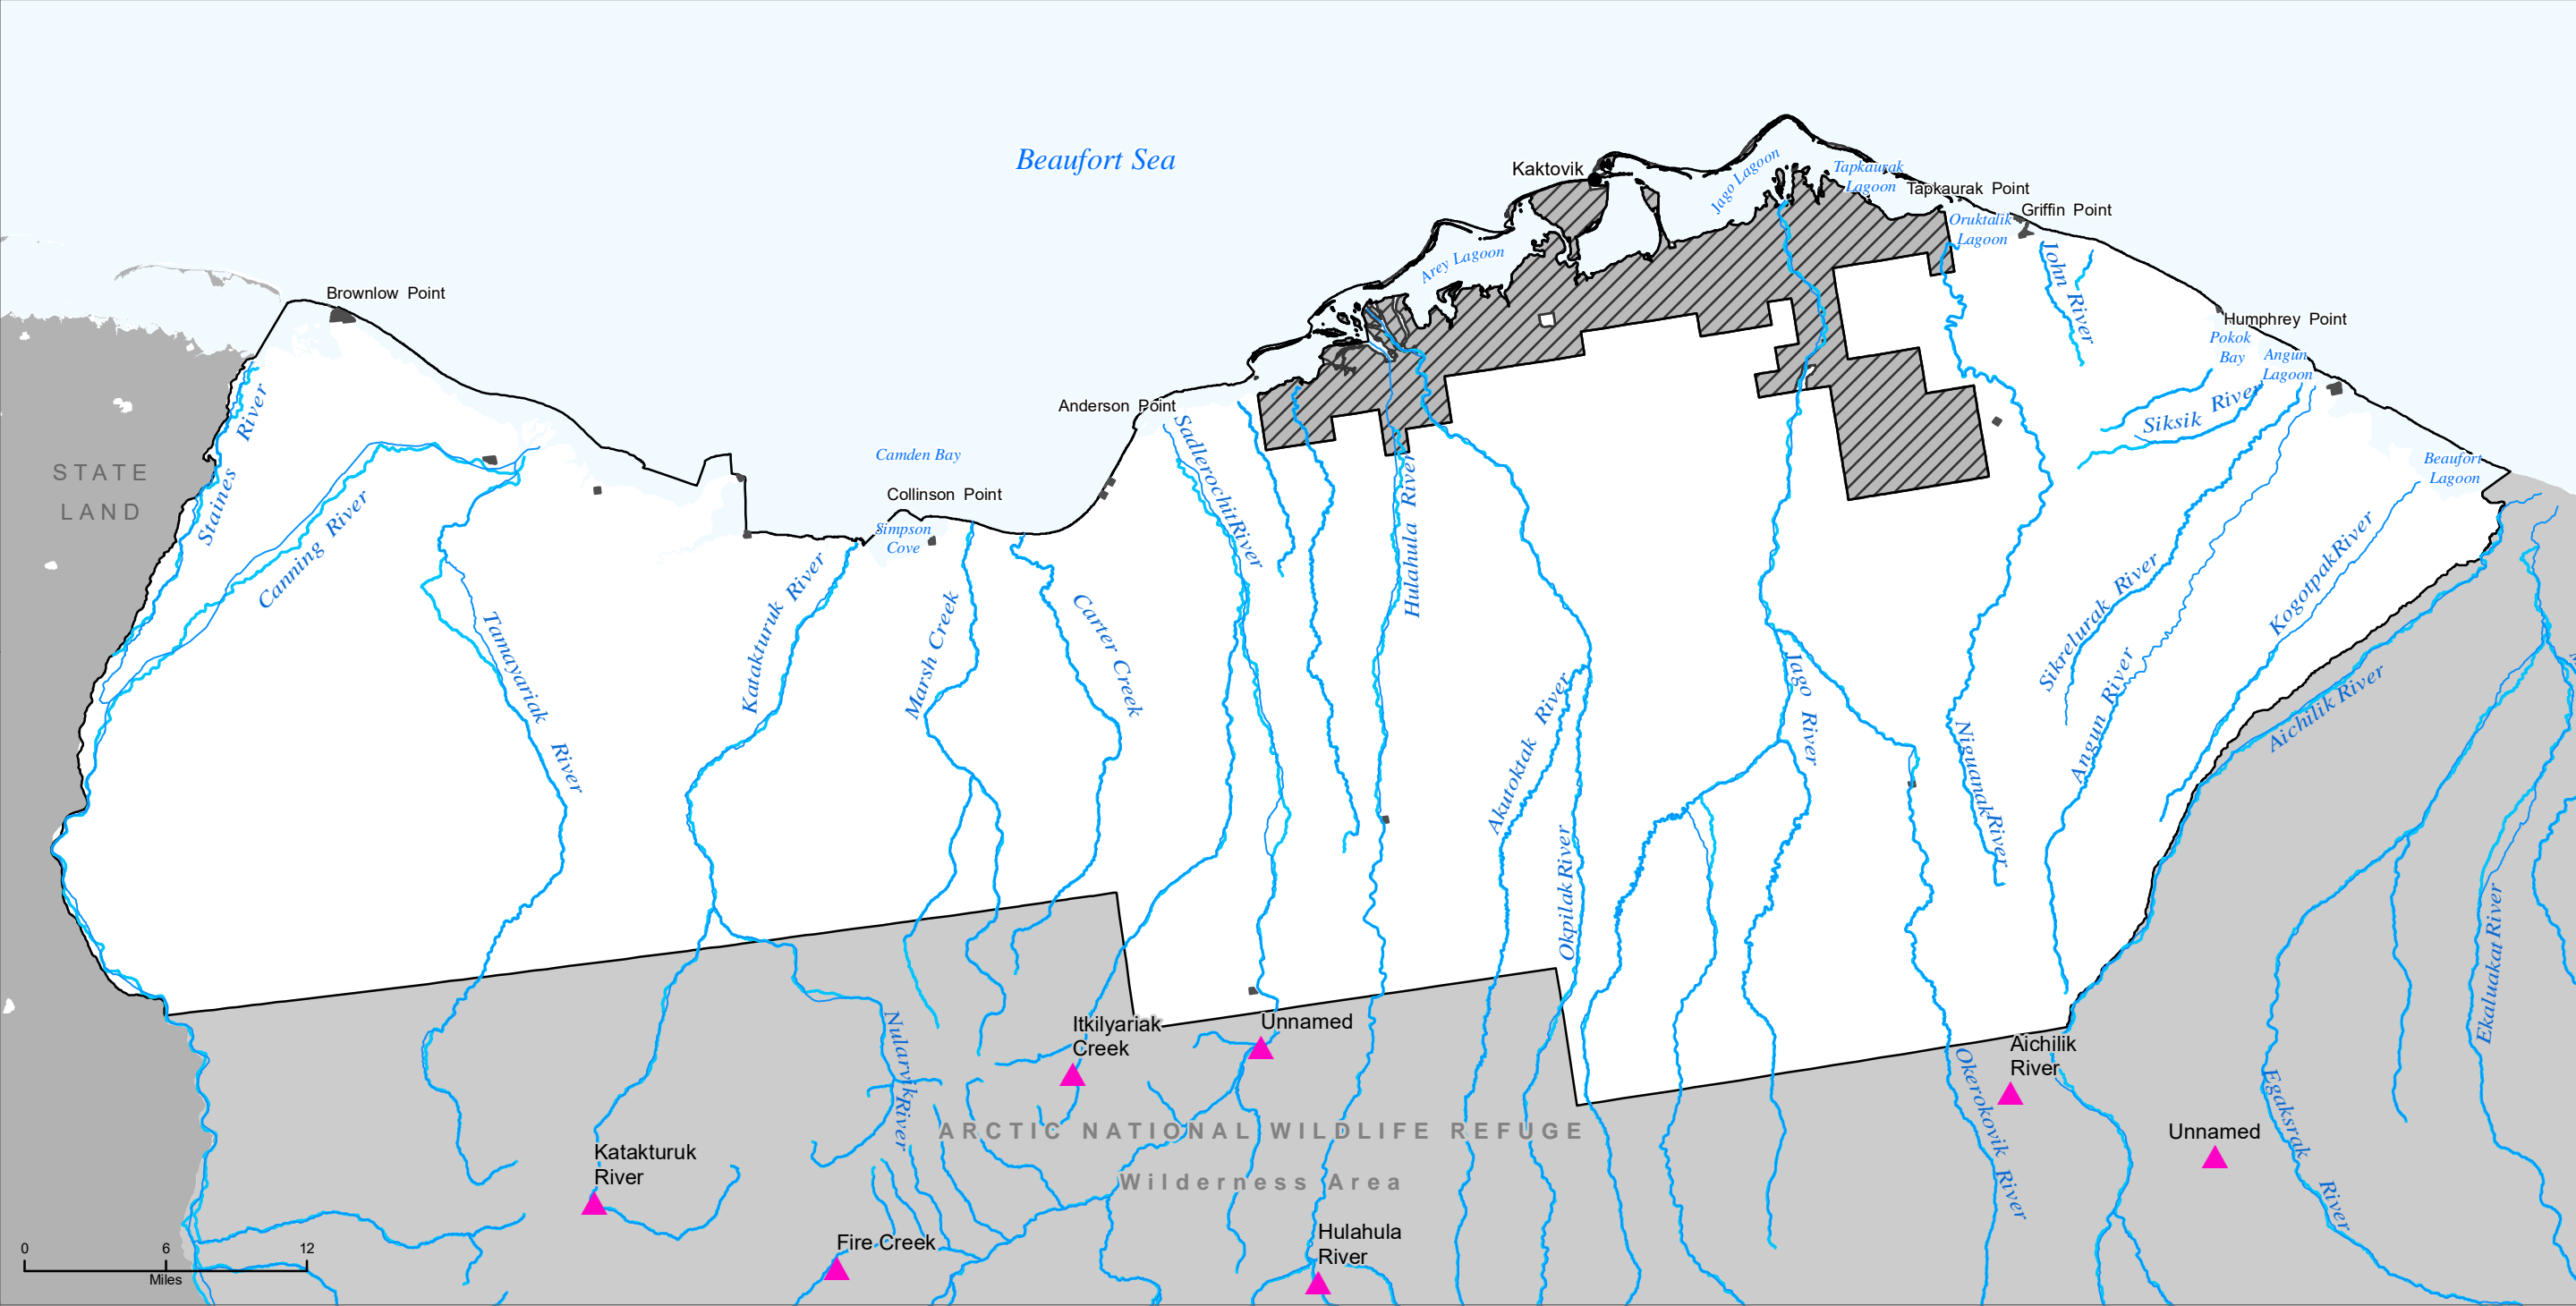 Beaufort Sea
Kaktovik
Jago Lagoon
Tapkaurak
Lagoon
Tapkaurak Point
Oruktalik
Lagoon
Griffin Point
Arey Lagoon
John River
Brownlow Point
Humphrey Point
Pokok
Bay
Angun
Lagoon
Anderson Point
Siksik River
Staines River
Camden Bay
Beaufort
Lagoon
STATE
LAND
Collinson Point
Simpson
Cove
Canning River
Sadlerochit River
Hulahula River
Tamayariak River
Katakturuk River
Marsh Creek
Carter Creek
Sikrelurak River
Kogotpak River
Angun River
Aichilik River
Akutoktak River
Jago River
Niguanak River
Okpilak River
Ekaluakat River
Nularvik River
Itkilyariak
Creek
Unnamed
Aichilik
River
Okerokovik River
Egaksrak River
Unnamed
ARCTIC NATIONAL WILDLIFE REFUGE
Wilderness Area
Katakturuk
River
Fire Creek
Hulahula
River
0 6 12
Miles